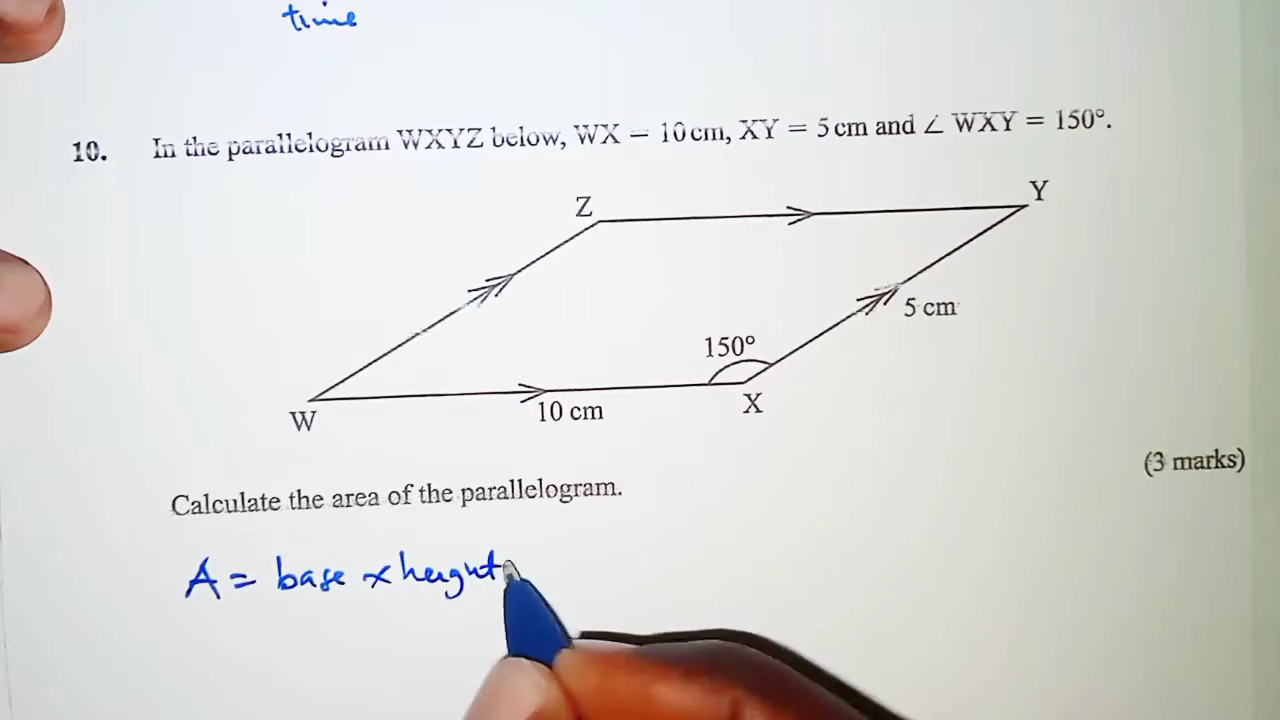 time
10. In the parallelogram WXYZ below, WX = 10 cm, XY = 5 cm and ∠ WXY = 150°.
Z
Y
5 cm
150°
W
10 cm
X
(3 marks)
Calculate the area of the parallelogram.
A = base × height